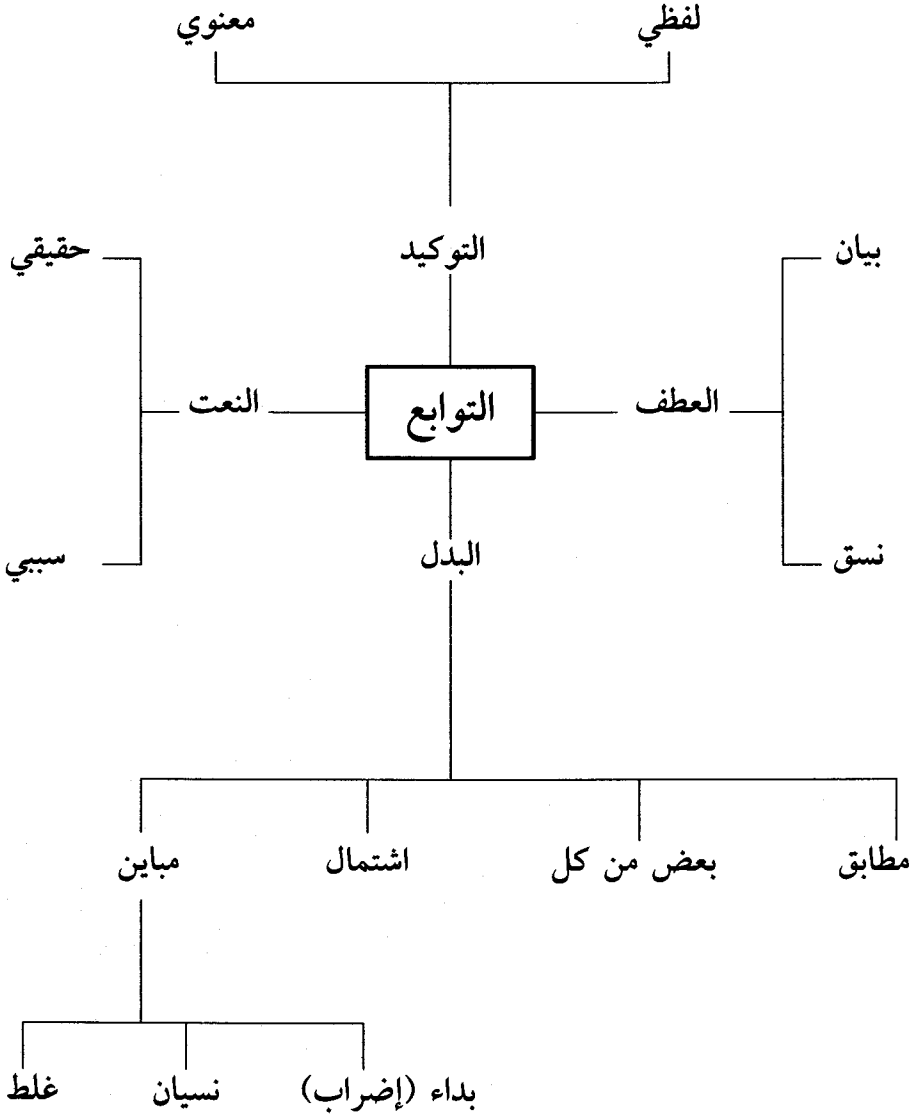 لفظي معنوي
التوكيد
بيان حقيقي
العطف التوابع النعت
نسق البدل سببي
مطابق بعض من كل اشتمال مباين
بداء (إضراب) نسيان غلط